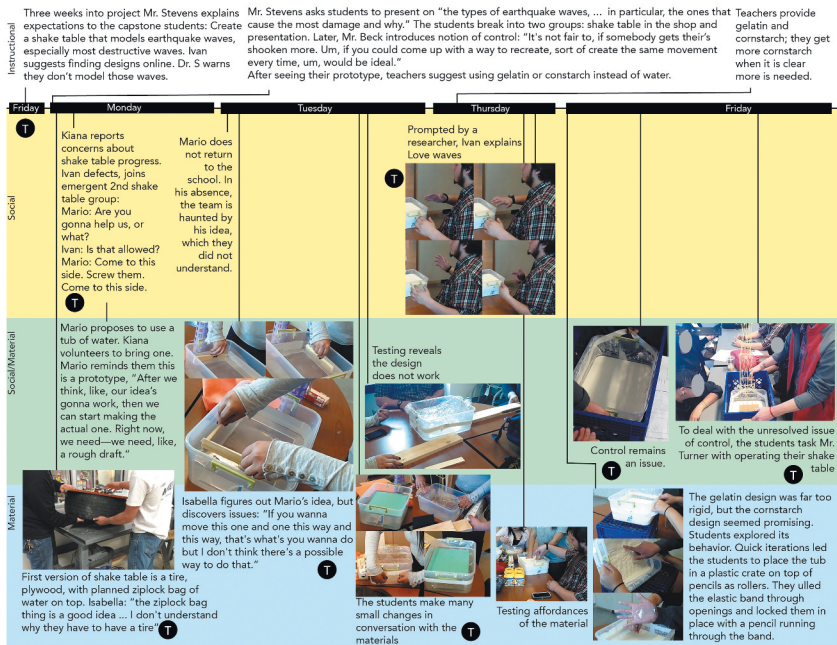 Instructional
Three weeks into project Mr. Stevens explains
expectations to the capstone students: Create
a shake table that models earthquake waves,
especially most destructive waves. Ivan
suggests finding designs online. Dr. S warns
they don't model those waves.
Mr. Stevens asks students to present on "the types of earthquake waves, ... in particular, the ones that
cause the most damage and why." The students break into two groups: shake table in the shop and
presentation. Later, Mr. Beck introduces notion of control: "It's not fair to, if somebody gets their's
shooken more. Um, if you could come up with a way to recreate, sort of create the same movement
every time, um, would be ideal."
After seeing their prototype, teachers suggest using gelatin or constarch instead of water.
Teachers provide
gelatin and
cornstarch; they get
more cornstarch
when it is clear
more is needed.
Friday
Monday
Tuesday
Thursday
Friday
Social
T
Kiana reports
concerns about
shake table progress.
Ivan defects, joins
emergent 2nd shake
table group:
Mario: Are you
gonna help us, or
what?
Ivan: Is that allowed?
Mario: Come to this
side. Screw them.
Come to this side.
T
Mario does
not return
to the
school. In
his absence,
the team is
haunted by
his idea,
which they
did not
understand.
Prompted by a
researcher, Ivan explains
Love waves
T
Social/Material
Mario proposes to use a
tub of water. Kiana
volunteers to bring one.
Mario reminds them this
is a prototype, "After we
think, like, our idea's
gonna work, then we
can start making the
actual one. Right now,
we need—we need, like,
a rough draft."
Testing reveals
the design
does not work
Control remains
an issue.
To deal with the unresolved issue
of control, the students task Mr.
Turner with operating their shake
table
T
Material
First version of shake table is a tire,
plywood, with planned ziplock bag of
water on top. Isabella: "the ziplock bag
thing is a good idea ... I don't understand
why they have to have a tire"
T
Isabella figures out Mario's idea, but
discovers issues: "If you wanna
move this one and one this way and
this way, that's what's you wanna do
but I don't think there's a possible
way to do that."
T
The students make many
small changes in
conversation with the
materials
T
Testing affordances
of the material
T
The gelatin design was far too
rigid, but the cornstarch
design seemed promising.
Students explored its
behavior. Quick iterations led
the students to place the tub
in a plastic crate on top of
pencils as rollers. They ulled
the elastic band through
openings and locked them in
place with a pencil running
through the band.